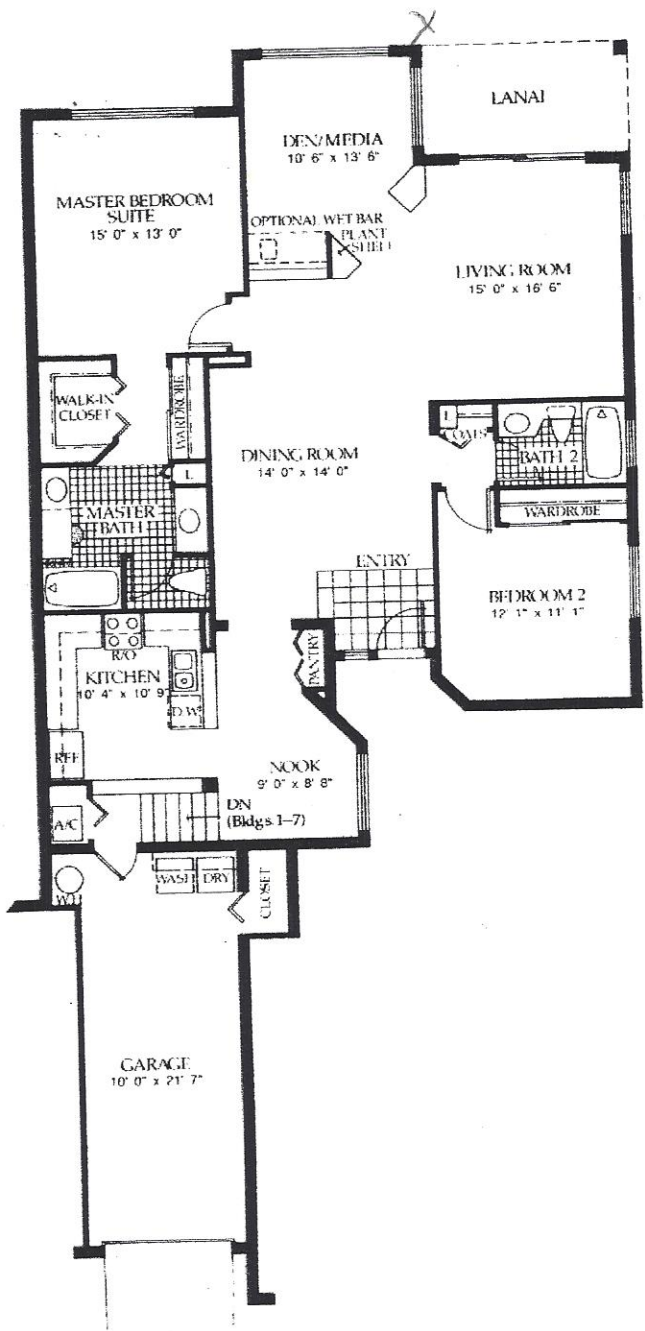 LANAI
DEN/MEDIA
10' 6" x 13' 6"
MASTER BEDROOM
SUITE
15' 0" x 13' 0"
OPTIONAL WET BAR
PLANT
SHELF
LIVING ROOM
15' 0" x 16' 6"
WALK-IN
CLOSET
WARDROBE
L
COATS
BATH 2
DINING ROOM
14' 0" x 14' 0"
L
WARDROBE
MASTER
BATH
ENTRY
BEDROOM 2
12' 1" x 11' 1"
R/O
KITCHEN
10' 4" x 10' 9"
PANTRY
D.W
REF
NOOK
9' 0" x 8' 8"
DN
(Bldgs 1-7)
A/C
WASH
DRY
CLOSET
GARAGE
10' 0" x 21' 7"